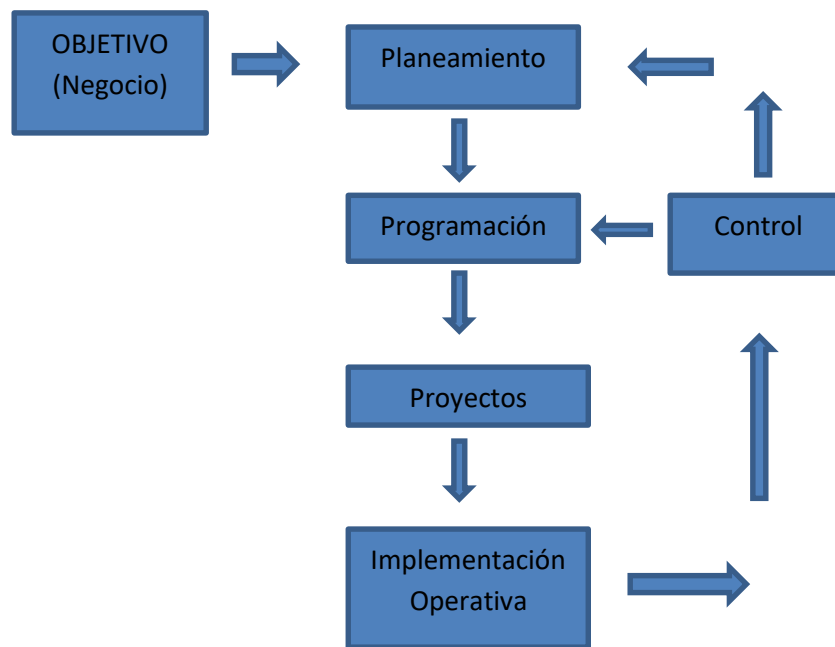 OBJETIVO
(Negocio)
Planeamiento
Programación
Control
Proyectos
Implementación
Operativa